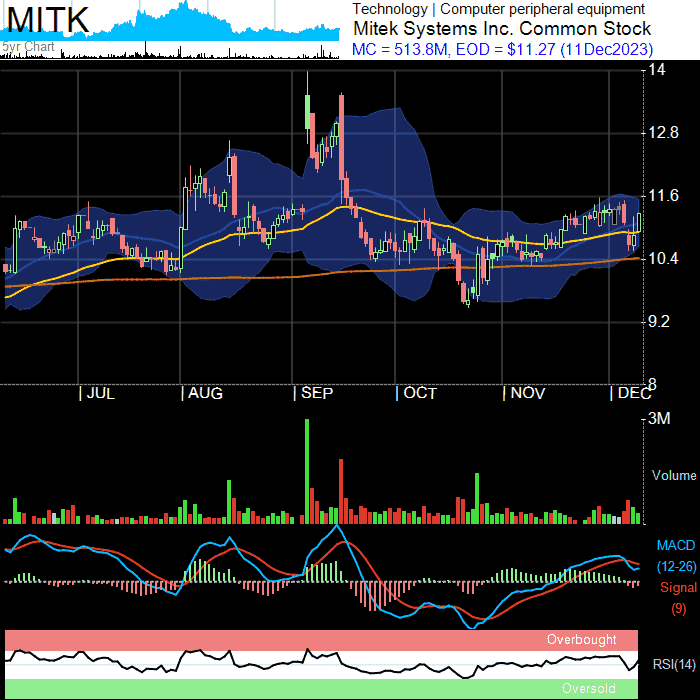 MITK
5yr Chart
Technology | Computer peripheral equipment
Mitek Systems Inc. Common Stock
MC = 513.8M, EOD = $11.27 (11Dec2023)
14
12.8
11.6
10.4
9.2
8
| JUL | AUG | SEP | OCT | NOV | DEC
3M
Volume
MACD
(12-26)
Signal
(9)
Overbought
RSI(14)
Oversold